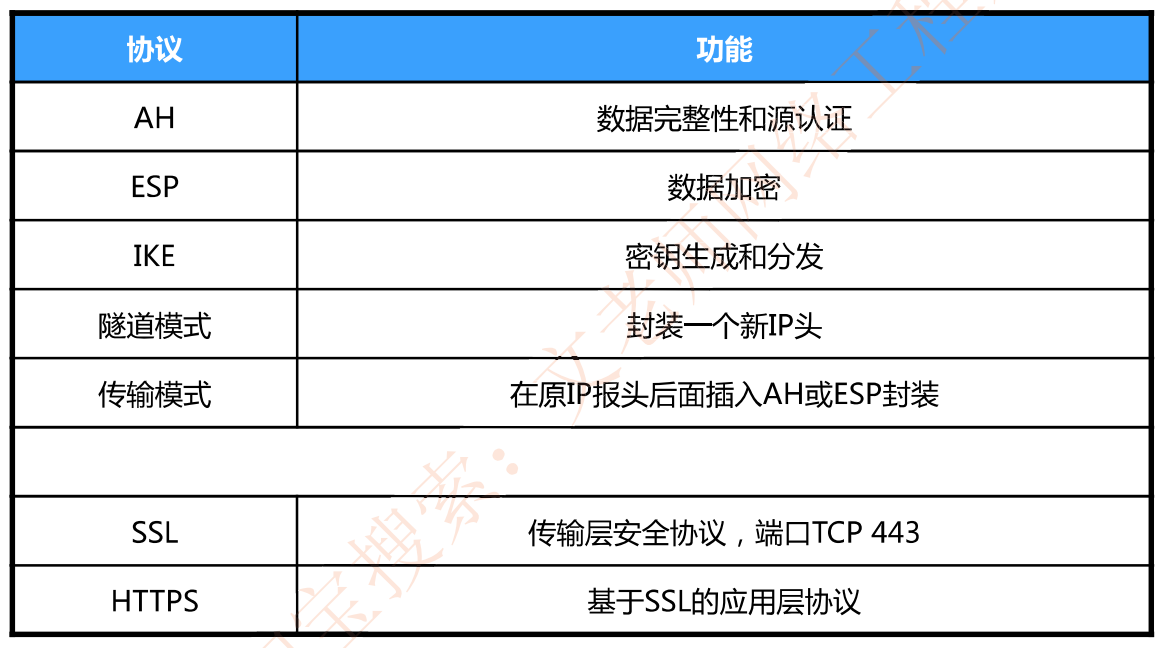 协议 功能
AH 数据完整性和源认证
ESP 数据加密
IKE 密钥生成和分发
隧道模式 封装一个新IP头
传输模式 在原IP报头后面插入AH或ESP封装
SSL 传输层安全协议，端口TCP 443
HTTPS 基于SSL的应用层协议
宝搜索：文老师网络工程